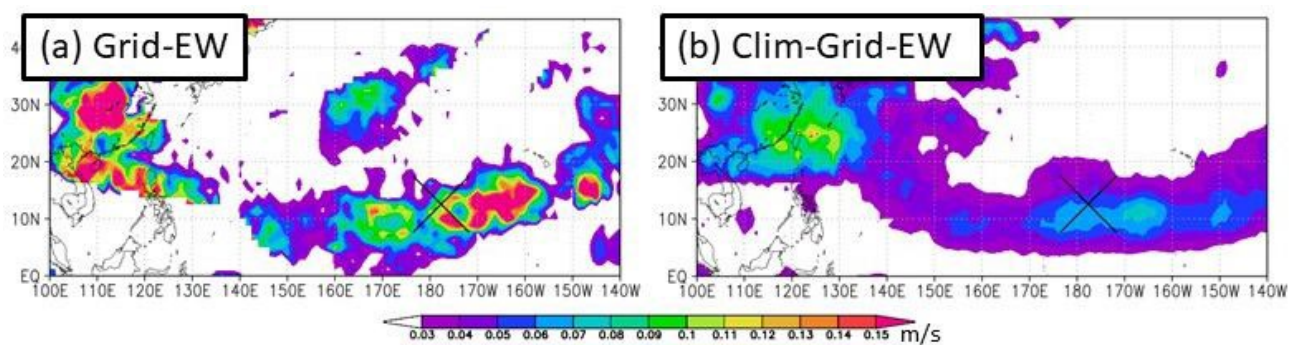 (a) Grid-EW
(b) Clim-Grid-EW
30N
20N
10N
EQ
100E 110E 120E 130E 140E 150E 160E 170E 180 170W 160W 150W 140W
30N
20N
10N
EQ
100E 110E 120E 130E 140E 150E 160E 170E 180 170W 160W 150W 140W
0.03 0.04 0.05 0.06 0.07 0.08 0.09 0.1 0.11 0.12 0.13 0.14 0.15 m/s